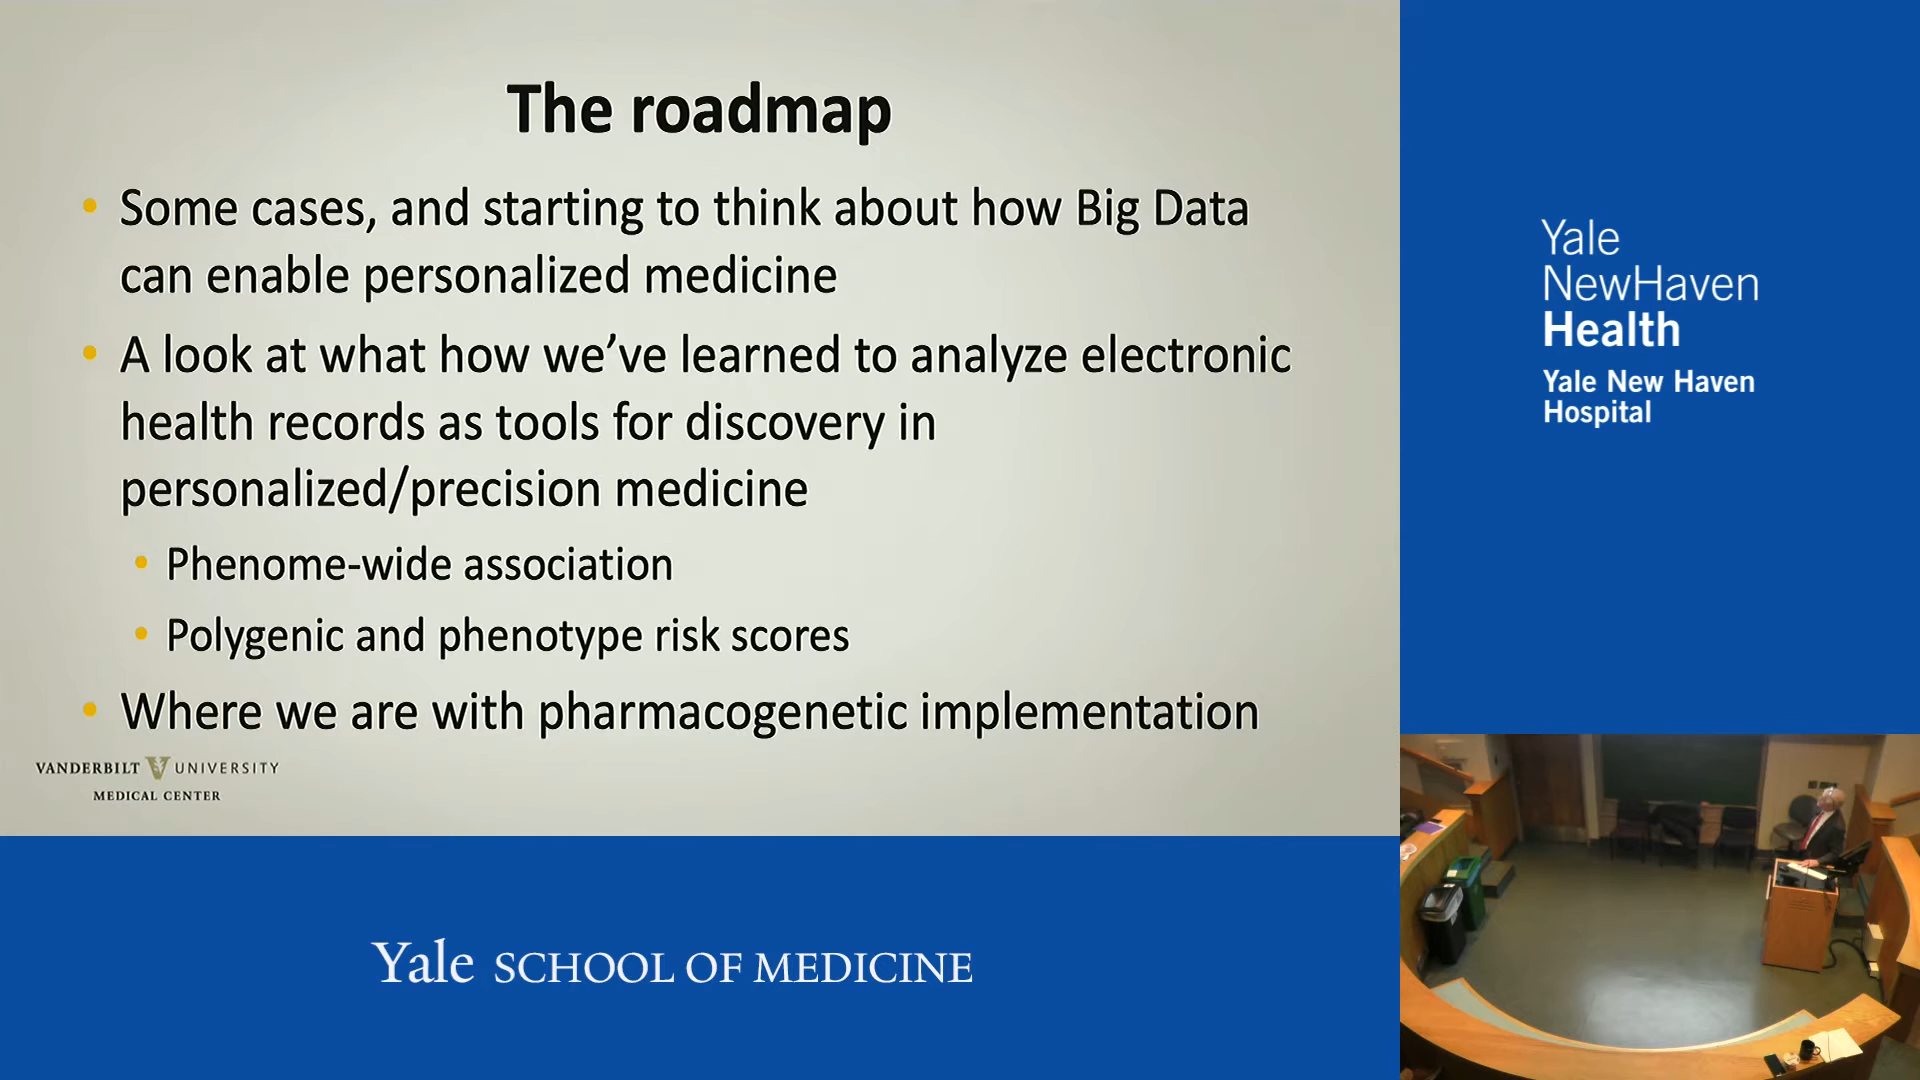 The roadmap
• Some cases, and starting to think about how Big Data
can enable personalized medicine
• A look at what how we’ve learned to analyze electronic
health records as tools for discovery in
personalized/precision medicine
• Phenome-wide association
• Polygenic and phenotype risk scores
• Where we are with pharmacogenetic implementation
VANDERBILT V UNIVERSITY
MEDICAL CENTER
Yale
NewHaven
Health
Yale New Haven
Hospital
Yale SCHOOL OF MEDICINE